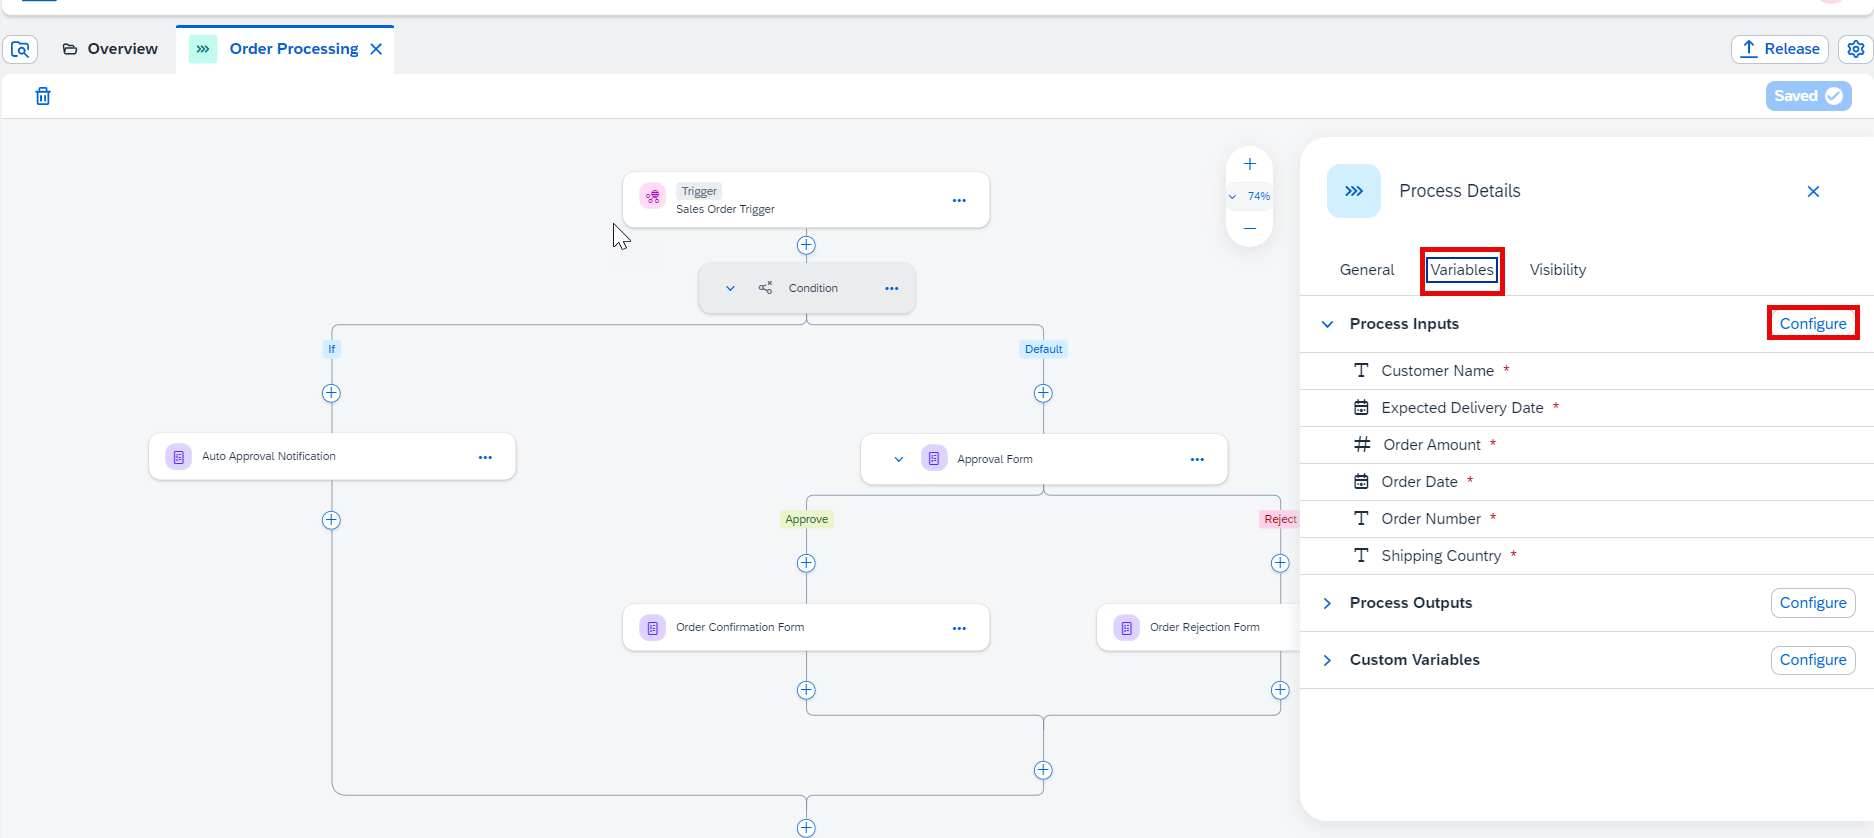 Overview
Order Processing
Release
Saved
Trigger
Sales Order Trigger
74%
Condition
If
Default
Auto Approval Notification
Approval Form
Approve
Reject
Order Confirmation Form
Order Rejection Form
Process Details
General Variables Visibility
Process Inputs Configure
Customer Name *
Expected Delivery Date *
Order Amount *
Order Date *
Order Number *
Shipping Country *
Process Outputs Configure
Custom Variables Configure